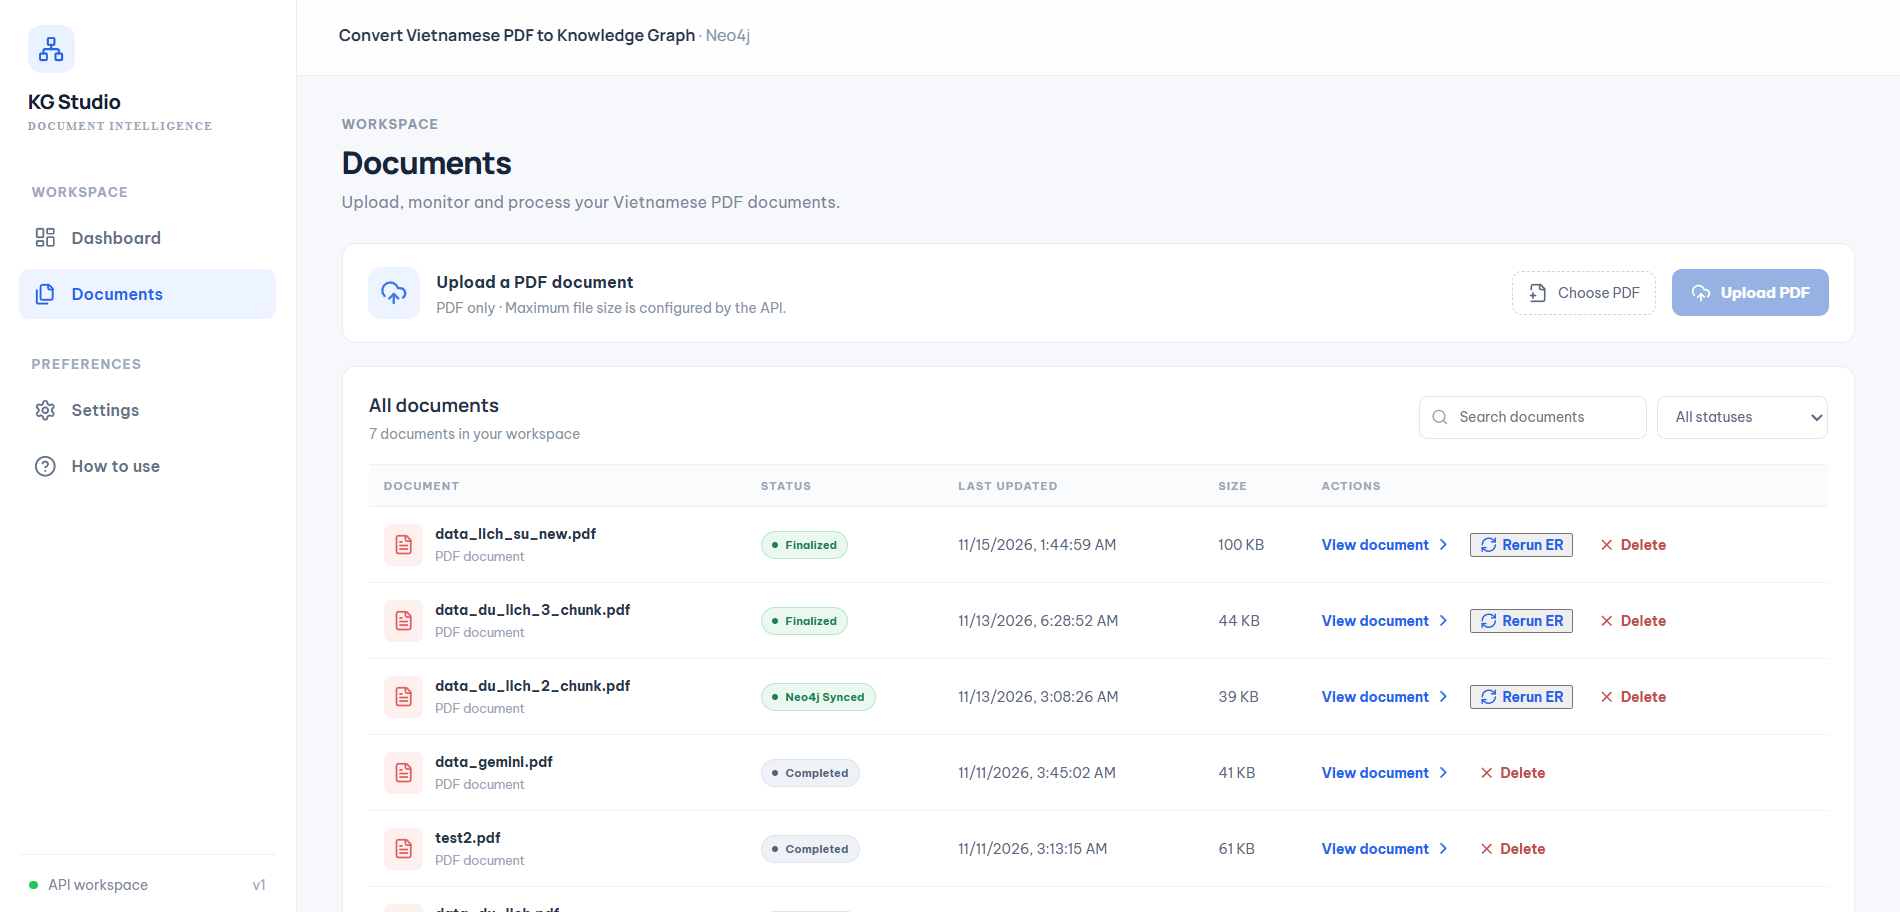 KG Studio
DOCUMENT INTELLIGENCE
WORKSPACE
Dashboard
Documents
PREFERENCES
Settings
How to use
API workspace v1
Convert Vietnamese PDF to Knowledge Graph · Neo4j
WORKSPACE
Documents
Upload, monitor and process your Vietnamese PDF documents.
Upload a PDF document
PDF only · Maximum file size is configured by the API.
Choose PDF
Upload PDF
All documents
7 documents in your workspace
Search documents
All statuses
DOCUMENT STATUS LAST UPDATED SIZE ACTIONS
data_lich_su_new.pdf
PDF document
Finalized 11/15/2026, 1:44:59 AM 100 KB View document Rerun ER Delete
data_du_lich_3_chunk.pdf
PDF document
Finalized 11/13/2026, 6:28:52 AM 44 KB View document Rerun ER Delete
data_du_lich_2_chunk.pdf
PDF document
Neo4j Synced 11/13/2026, 3:08:26 AM 39 KB View document Rerun ER Delete
data_gemini.pdf
PDF document
Completed 11/11/2026, 3:45:02 AM 41 KB View document Delete
test2.pdf
PDF document
Completed 11/11/2026, 3:13:15 AM 61 KB View document Delete